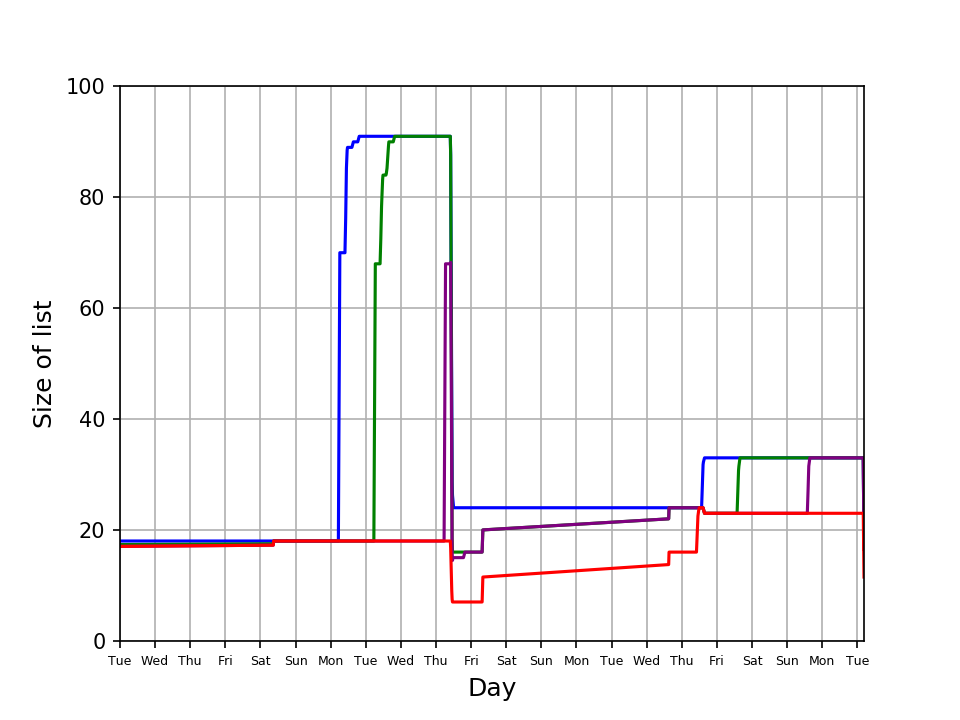 100
80
60
40
20
0
Size of list
Tue Wed Thu Fri Sat Sun Mon Tue Wed Thu Fri Sat Sun Mon Tue Wed Thu Fri Sat Sun Mon Tue
Day